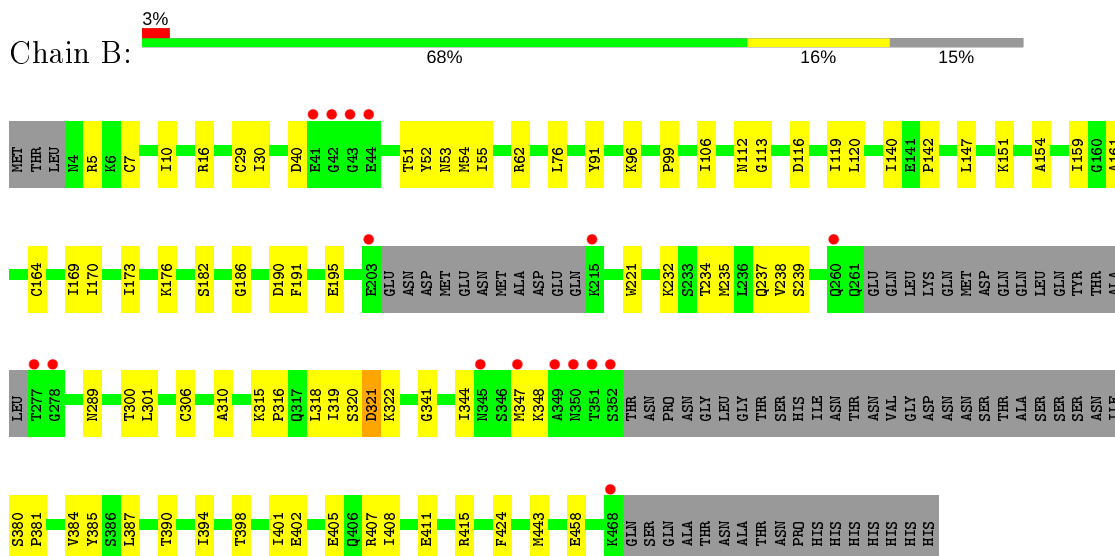 3%
Chain B:
68% 16% 15%
MET THR LEU N4 R5 K6 C7 I10 R16 C29 I30 D40 E41 G42 G43 E44 T51 Y52 N53 M54 I55 R62 L76 Y91 K96 P99 I106 N112 G113 D116 I119 L120 I140 E141 P142 L147 K151 A154 I159 G160 A161
C164 I169 I170 I173 K176 S182 G186 D190 F191 E195 E203 GLU ASN ASP MET GLU ASN MET ALA ASP GLU GLN K215 W221 K232 S233 T234 M235 L236 Q237 V238 S239 Q260 Q261 GLU GLN LEU LYS GLN MET ASP GLN GLN LEU GLN TYR THR ALA
LEU T277 G278 N289 T300 L301 C306 A310 K315 P316 Q317 L318 I319 S320 D321 K322 G341 I344 N345 S346 M347 K348 A349 N350 T351 S352 THR ASN PRO ASN GLY LEU GLY THR SER HIS ILE ASN THR ASN VAL GLY ASP ASN ASN SER THR ALA SER SER SER ASN ILE
S380 P381 V384 Y385 S386 L387 T390 I394 T398 I401 E402 E405 Q406 R407 I408 E411 R415 F424 M443 E458 K468 GLN SER GLN ALA THR ASN ALA THR ASN PRO HIS HIS HIS HIS HIS HIS HIS